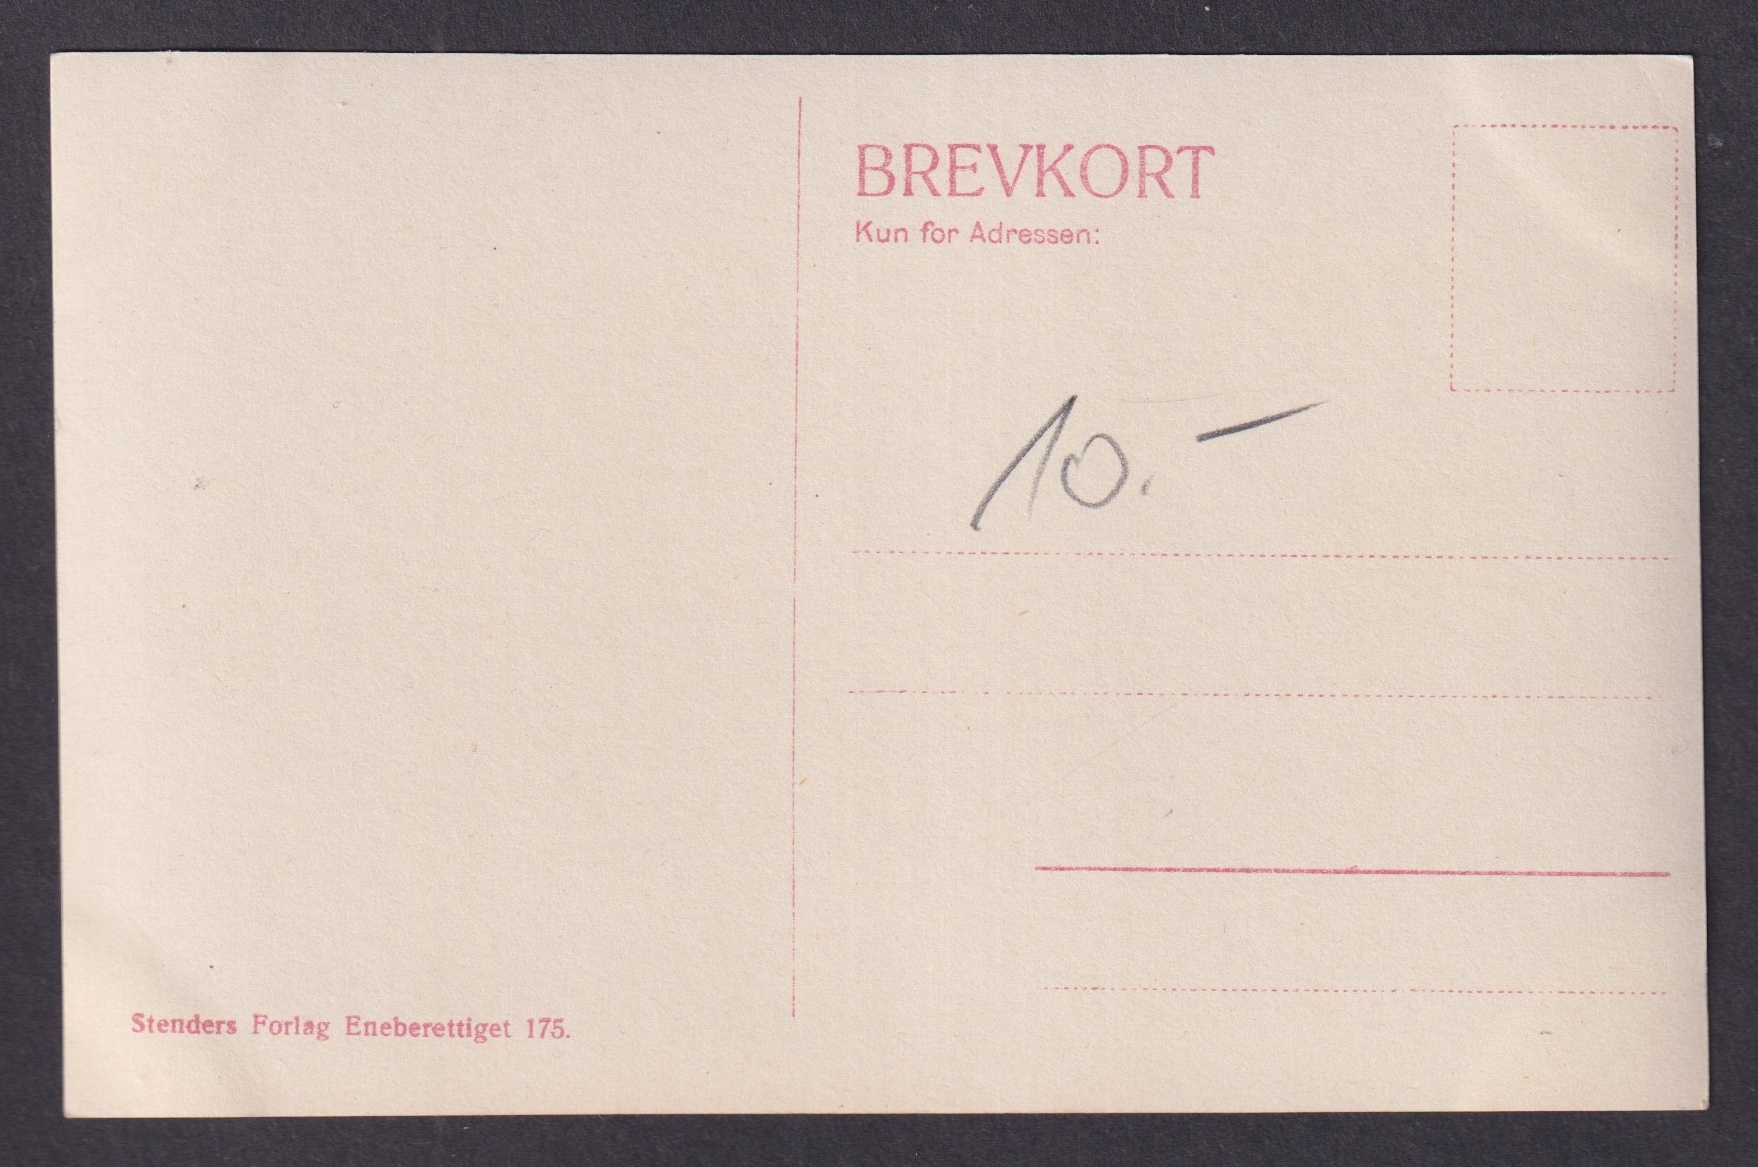 BREVKORT
Kun for Adressen:
10.-
Stenders Forlag Eneberettiget 175.